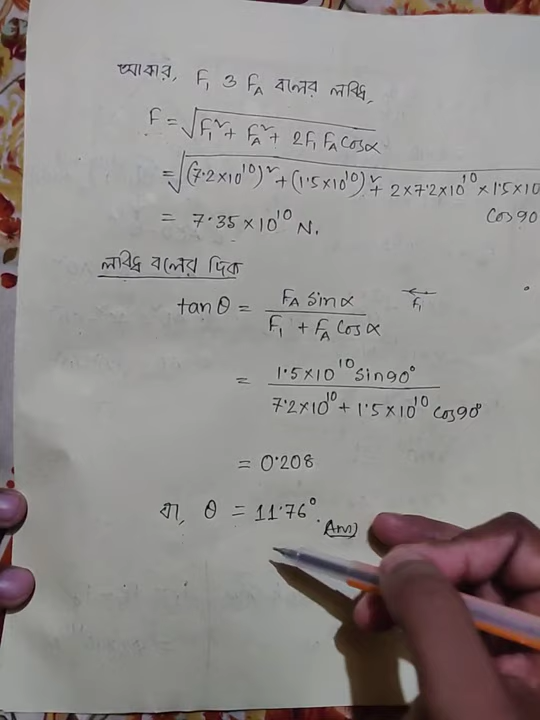 আবার, F₁ ও F_A বলের লব্ধি,
F = √(F₁² + F_A² + 2F₁ F_A Cosα)
= √((7.2×10¹⁰)² + (1.5×10¹⁰)² + 2×7.2×10¹⁰×1.5×10
Cos90
= 7.35×10¹⁰ N.
লব্ধি বলের দিক
tanθ = F_A Sinα / (F₁ + F_A Cosα)
F₁
= 1.5×10¹⁰ Sin90° / (7.2×10¹⁰ + 1.5×10¹⁰ Cos90°)
= 0.208
বা, θ = 11.76°. (Ans)